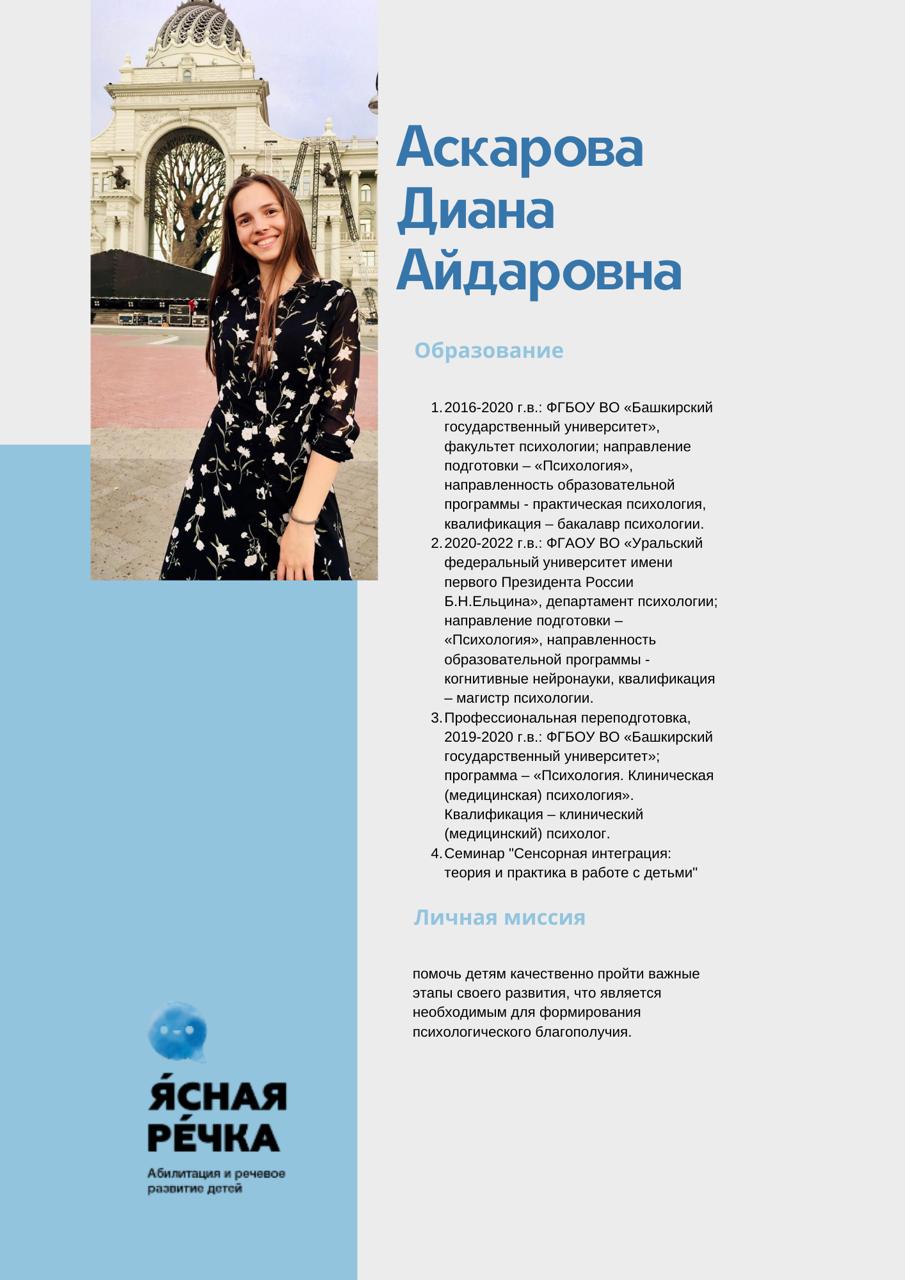 Аскарова
Диана
Айдаровна
Образование
1. 2016-2020 г.в.: ФГБОУ ВО «Башкирский
государственный университет»,
факультет психологии; направление
подготовки – «Психология»,
направленность образовательной
программы - практическая психология,
квалификация – бакалавр психологии.
2. 2020-2022 г.в.: ФГАОУ ВО «Уральский
федеральный университет имени
первого Президента России
Б.Н.Ельцина», департамент психологии;
направление подготовки –
«Психология», направленность
образовательной программы -
когнитивные нейронауки, квалификация
– магистр психологии.
3. Профессиональная переподготовка,
2019-2020 г.в.: ФГБОУ ВО «Башкирский
государственный университет»;
программа – «Психология. Клиническая
(медицинская) психология».
Квалификация – клинический
(медицинский) психолог.
4. Семинар "Сенсорная интеграция:
теория и практика в работе с детьми"
Личная миссия
помочь детям качественно пройти важные
этапы своего развития, что является
необходимым для формирования
психологического благополучия.
Я́СНАЯ
РЕ́ЧКА
Абилитация и речевое
развитие детей